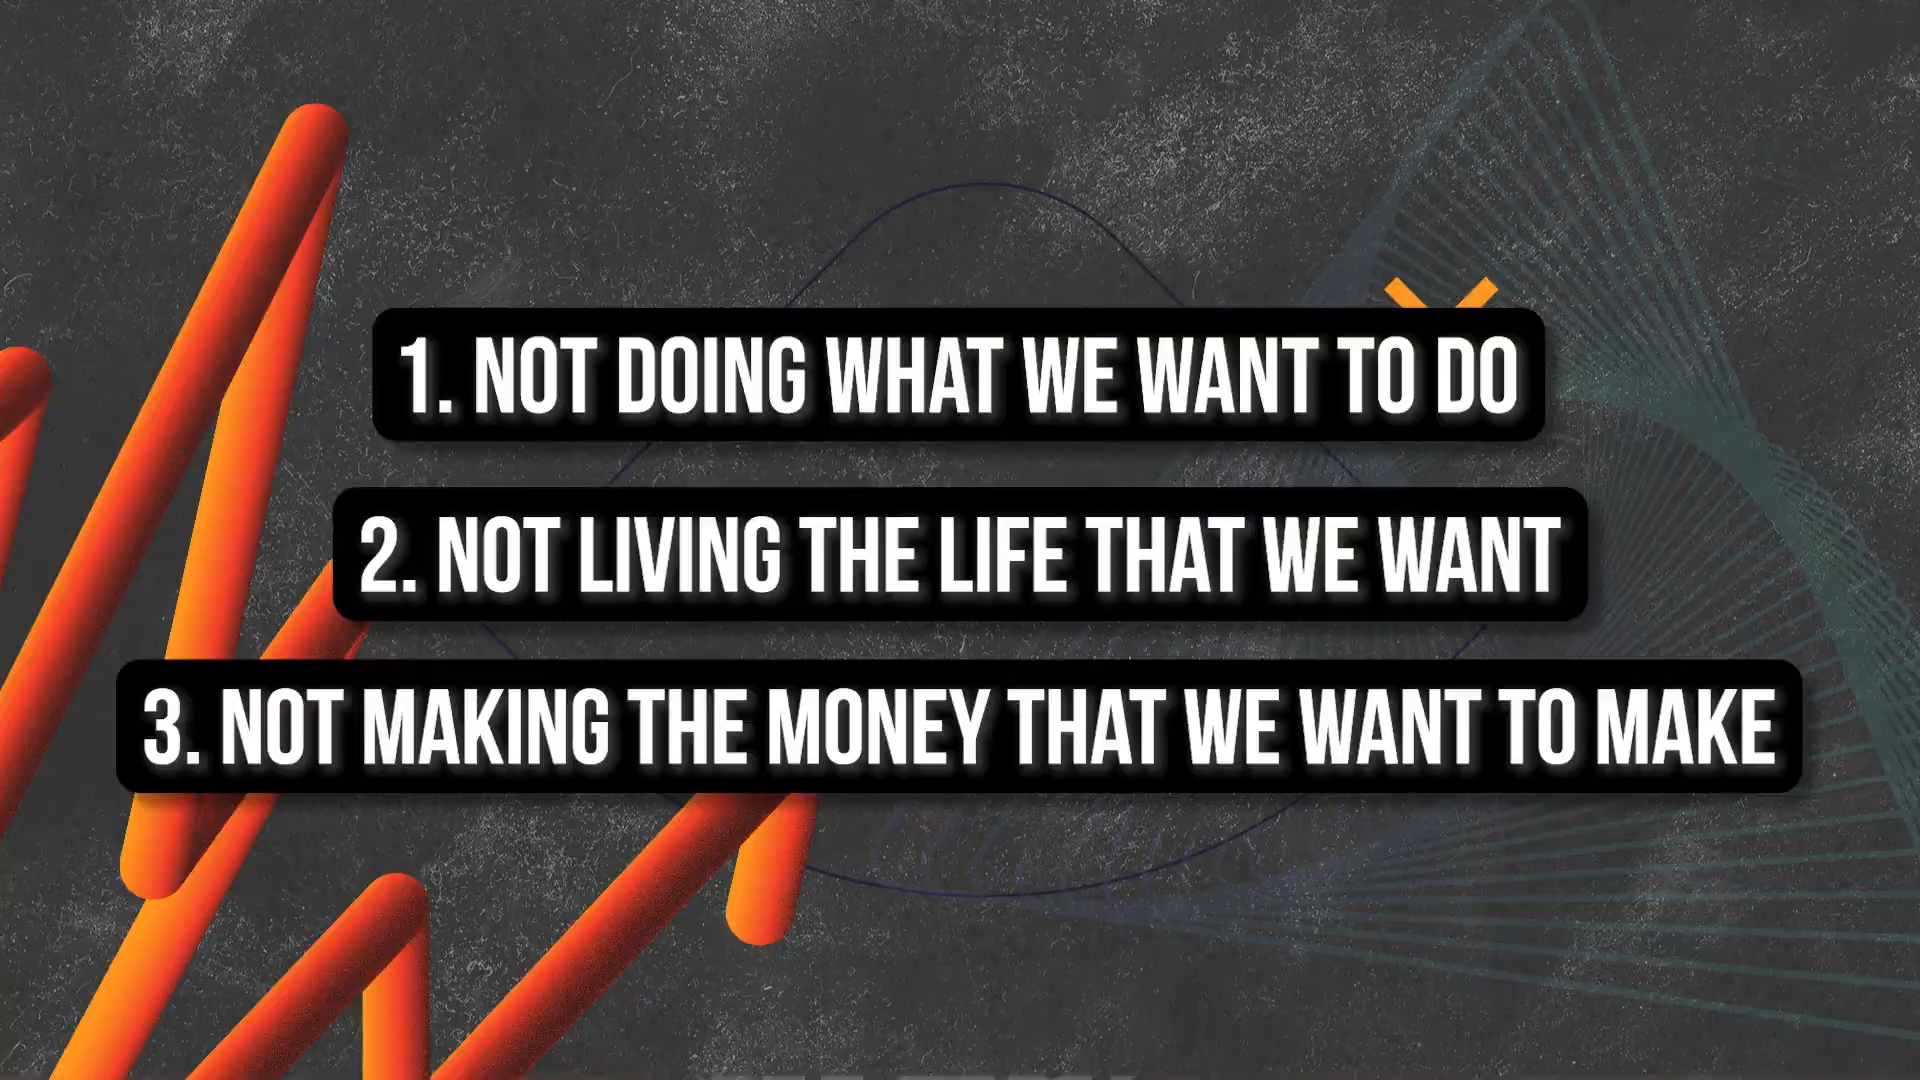 1. NOT DOING WHAT WE WANT TO DO
2. NOT LIVING THE LIFE THAT WE WANT
3. NOT MAKING THE MONEY THAT WE WANT TO MAKE